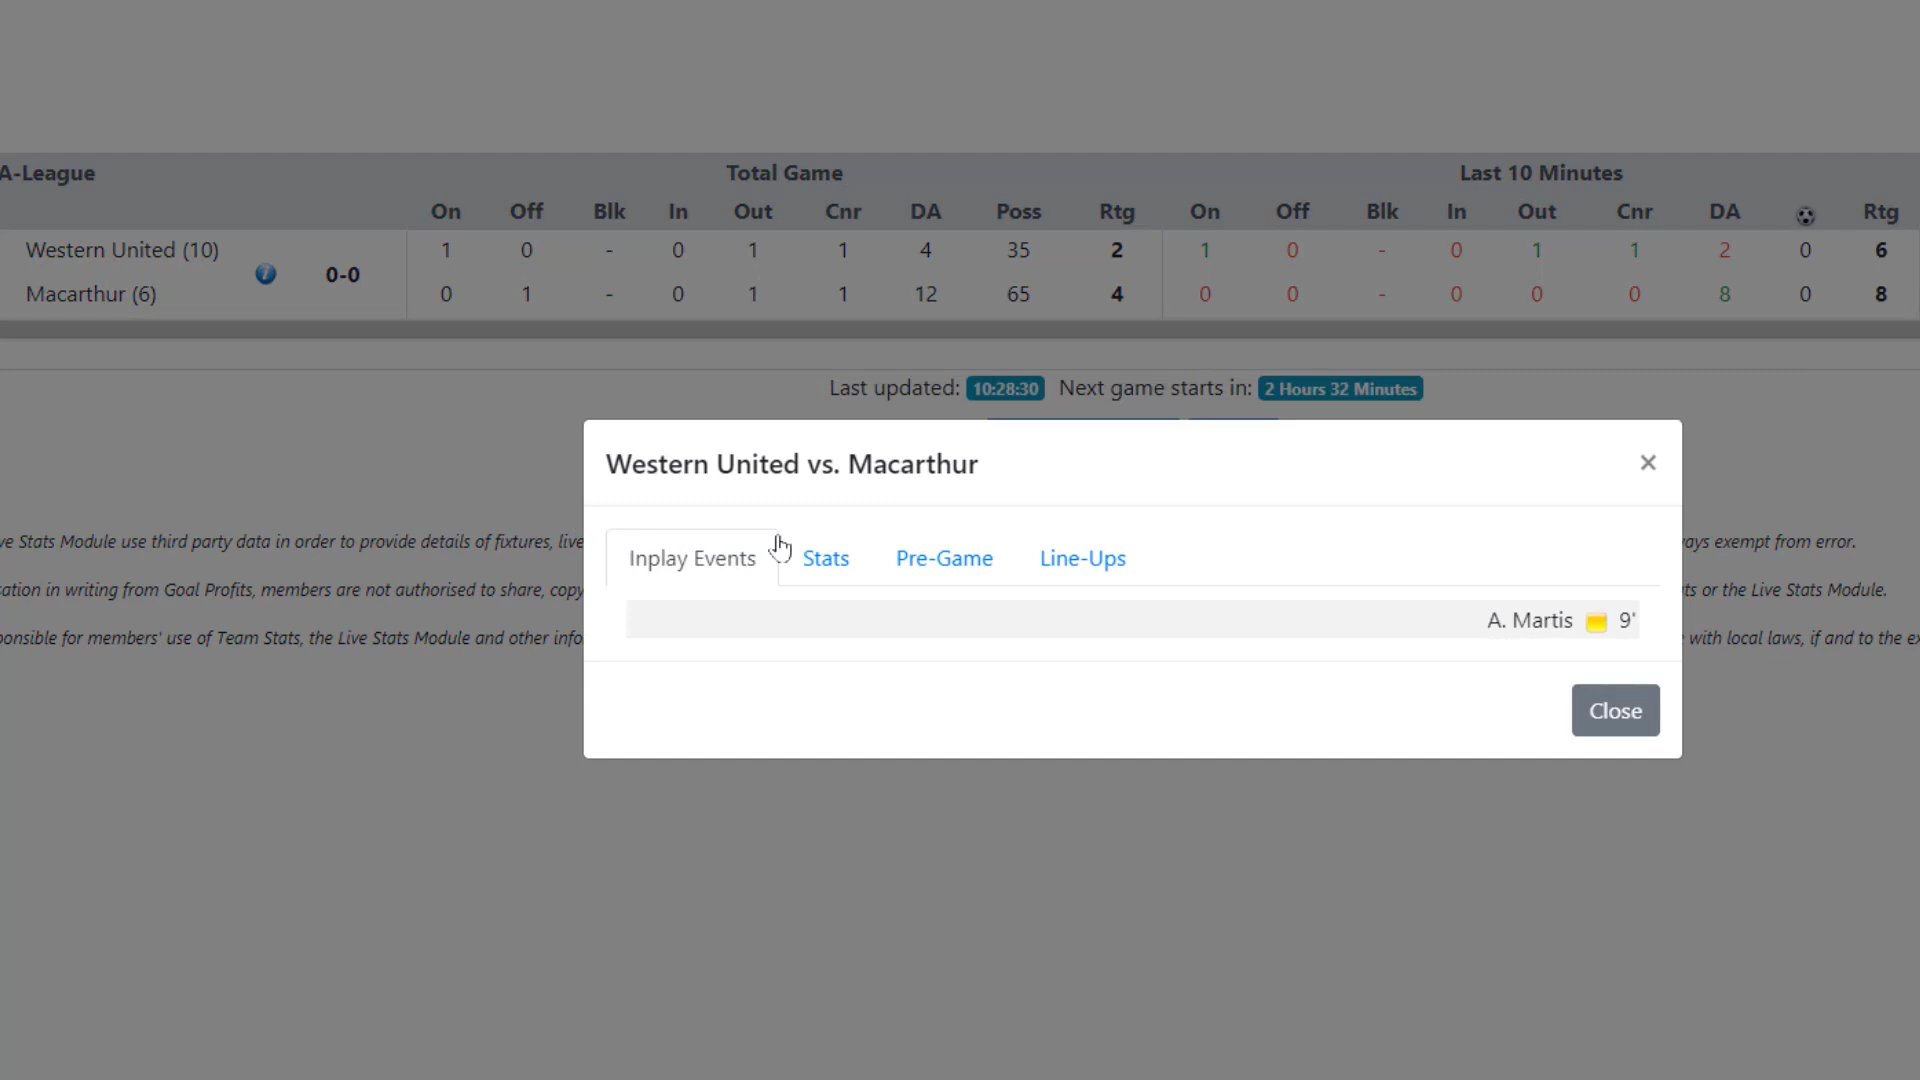 A-League Total Game Last 10 Minutes
On Off Blk In Out Cnr DA Poss Rtg On Off Blk In Out Cnr DA Rtg
Western United (10) 1 0 - 0 1 1 4 35 2 1 0 - 0 1 1 2 0 6
0-0
Macarthur (6) 0 1 - 0 1 1 12 65 4 0 0 - 0 0 0 8 0 8
Last updated: 10:28:30 Next game starts in: 2 Hours 32 Minutes
Western United vs. Macarthur ×
ve Stats Module use third party data in order to provide details of fixtures, live ays exempt from error.
Inplay Events Stats Pre-Game Line-Ups
ation in writing from Goal Profits, members are not authorised to share, copy ts or the Live Stats Module.
A. Martis 9'
onsible for members' use of Team Stats, the Live Stats Module and other info with local laws, if and to the ex
Close